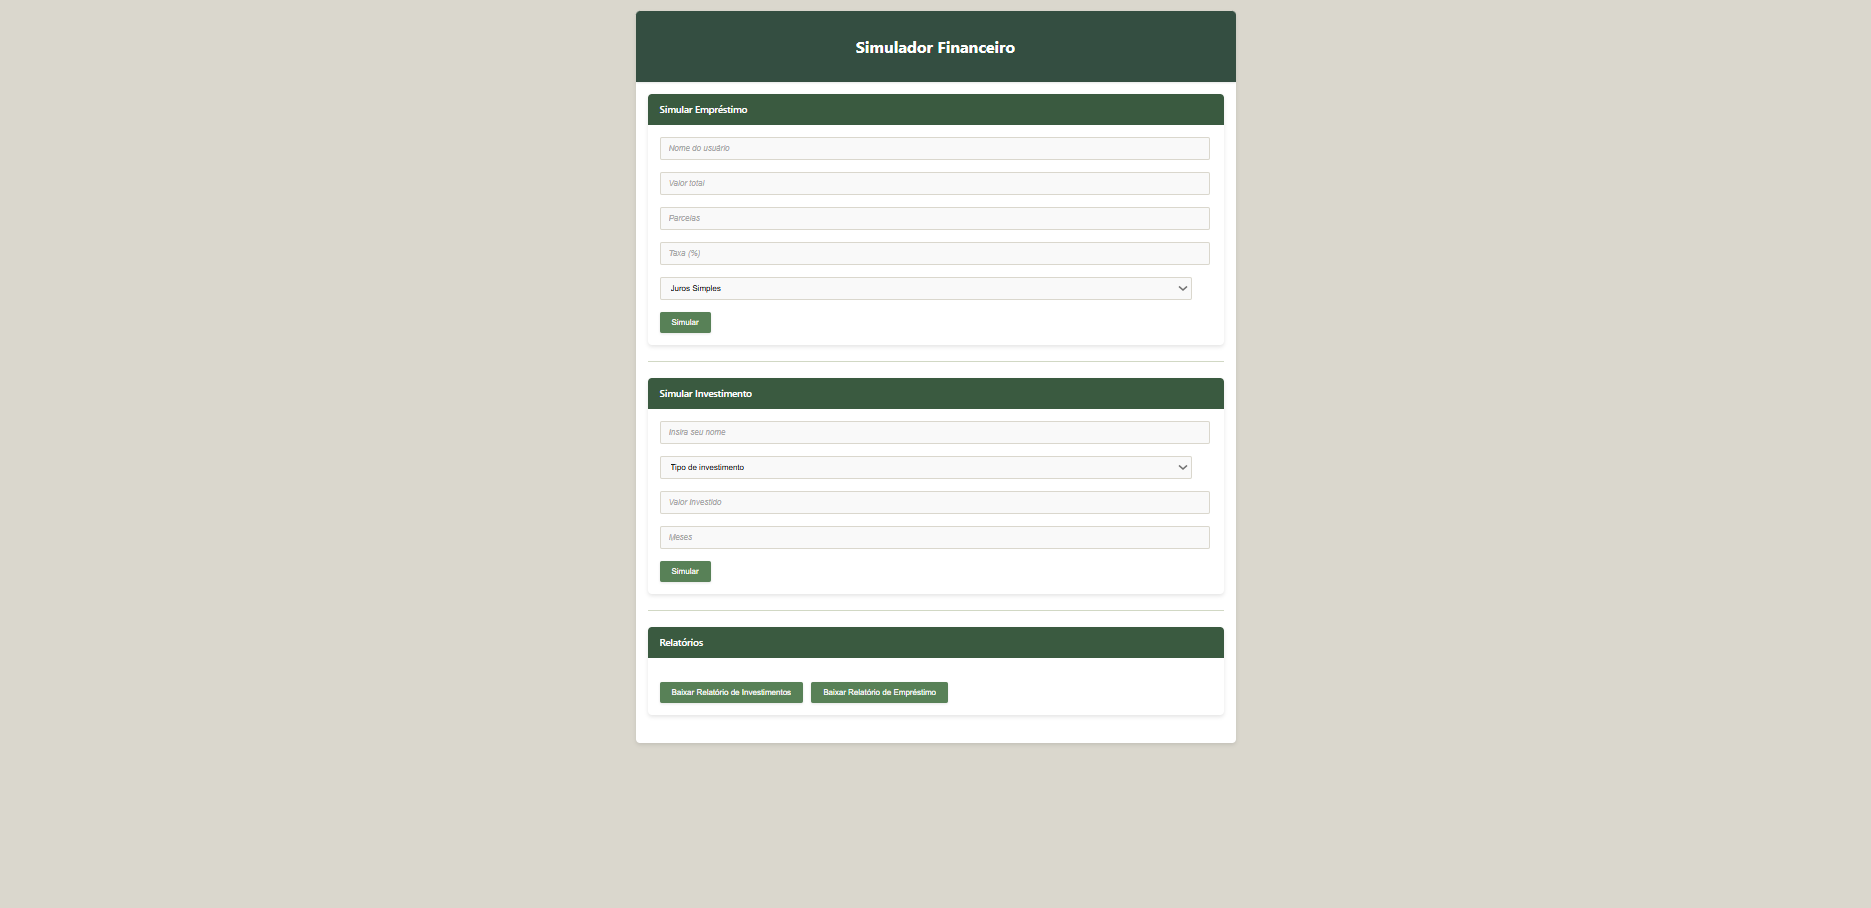 Simulador Financeiro
Simular Empréstimo
Nome do usuário
Valor total
Parcelas
Taxa (%)
Juros Simples
Simular
Simular Investimento
Insira seu nome
Tipo de investimento
Valor Investido
Meses
Simular
Relatórios
Baixar Relatório de Investimentos Baixar Relatório de Empréstimo